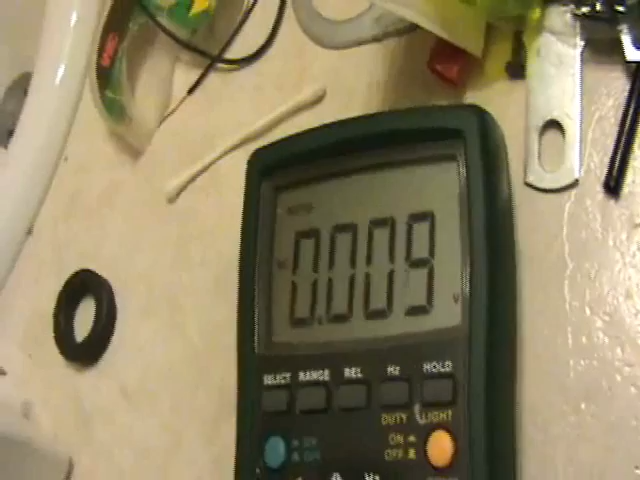 AUTO
0.009
V
SELECT RANGE REL Hz HOLD
DUTY LIGHT
ON
OFF